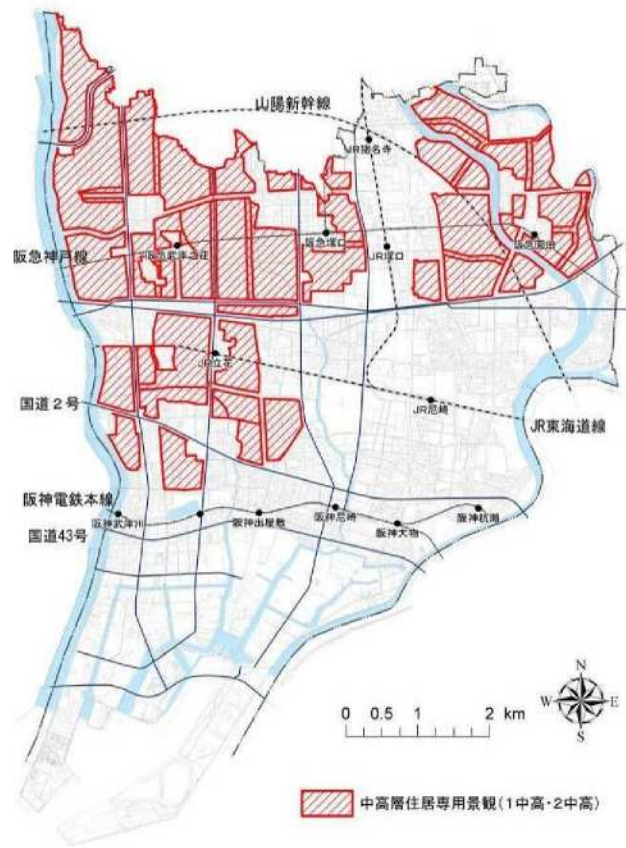 山陽新幹線
JR猪名寺
阪急神戸線
阪急武庫之荘
阪急塚口
JR塚口
阪急園田
JR立花
国道2号
JR尼崎
JR東海道線
阪神電鉄本線
阪神武庫川
阪神出屋敷
阪神尼崎
阪神大物
阪神杭瀬
国道43号
N
W E
S
0 0.5 1 2 km
中高層住居専用景観(1中高・2中高)